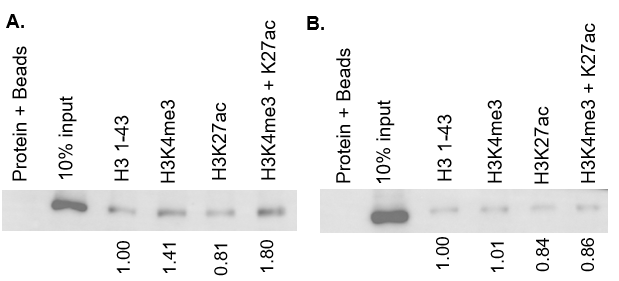 A.
Protein + Beads
10% input
H3 1-43
H3K4me3
H3K27ac
H3K4me3 + K27ac
1.00
1.41
0.81
1.80
B.
Protein + Beads
10% input
H3 1-43
H3K4me3
H3K27ac
H3K4me3 + K27ac
1.00
1.01
0.84
0.86